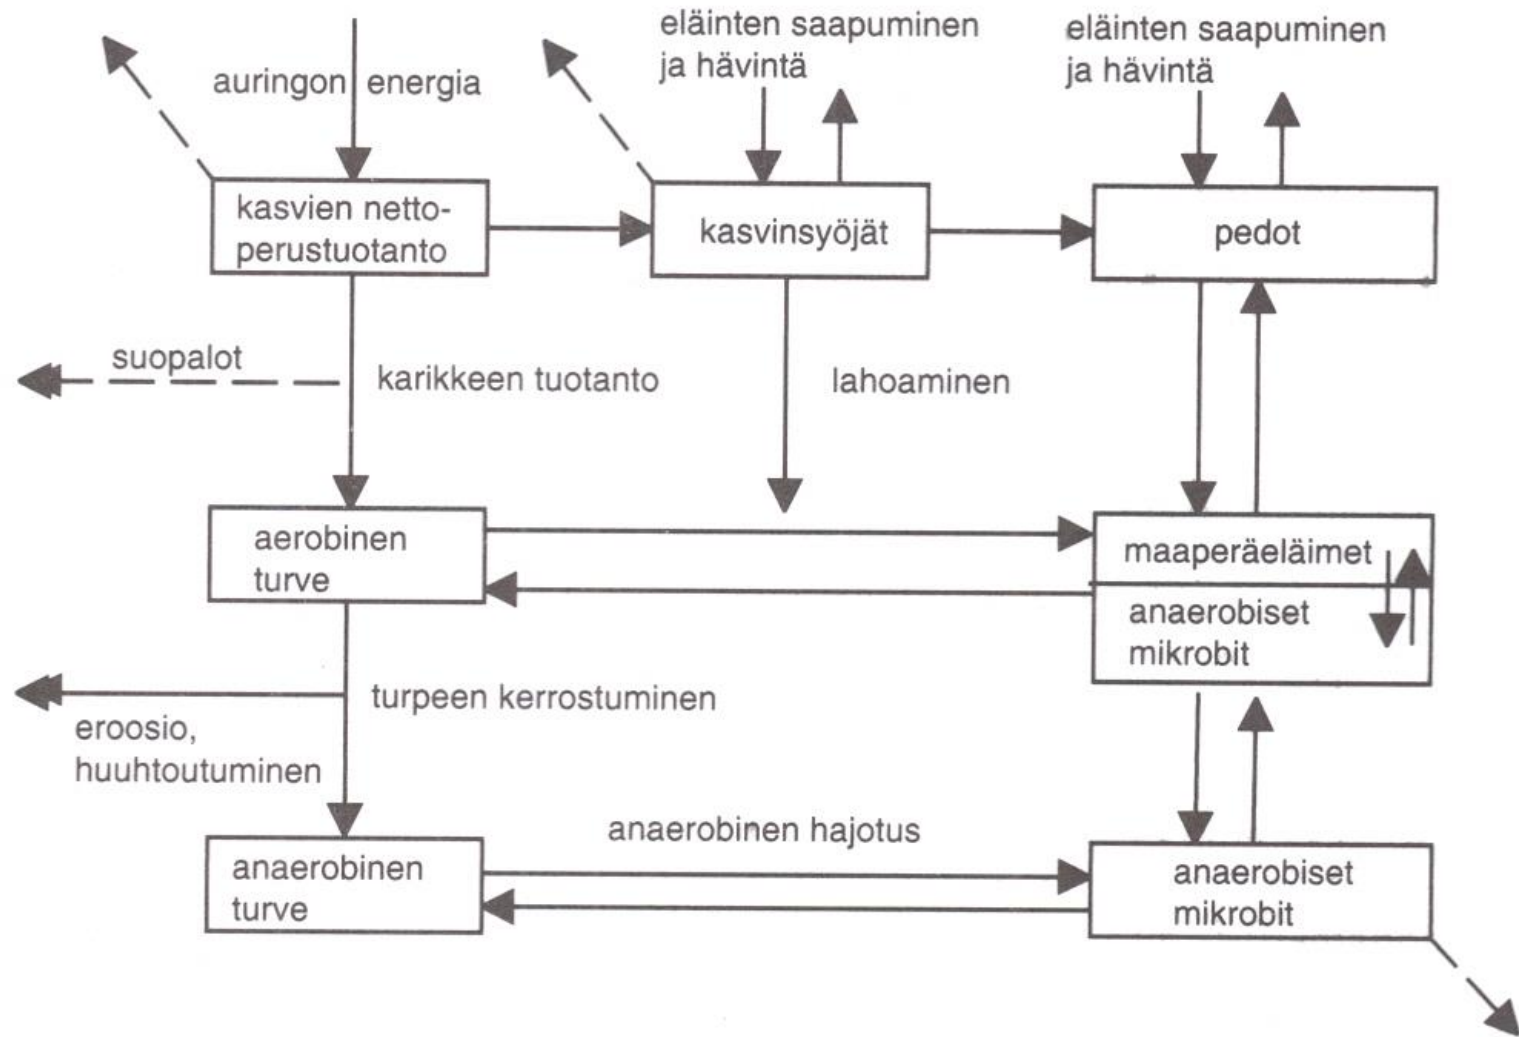 eläinten saapuminen
ja hävintä
eläinten saapuminen
ja hävintä
auringon energia
kasvien netto-
perustuotanto
kasvinsyöjät
pedot
suopalot
karikkeen tuotanto
lahoaminen
aerobinen
turve
maaperäeläimet
anaerobiset
mikrobit
turpeen kerrostuminen
eroosio,
huuhtoutuminen
anaerobinen hajotus
anaerobinen
turve
anaerobiset
mikrobit